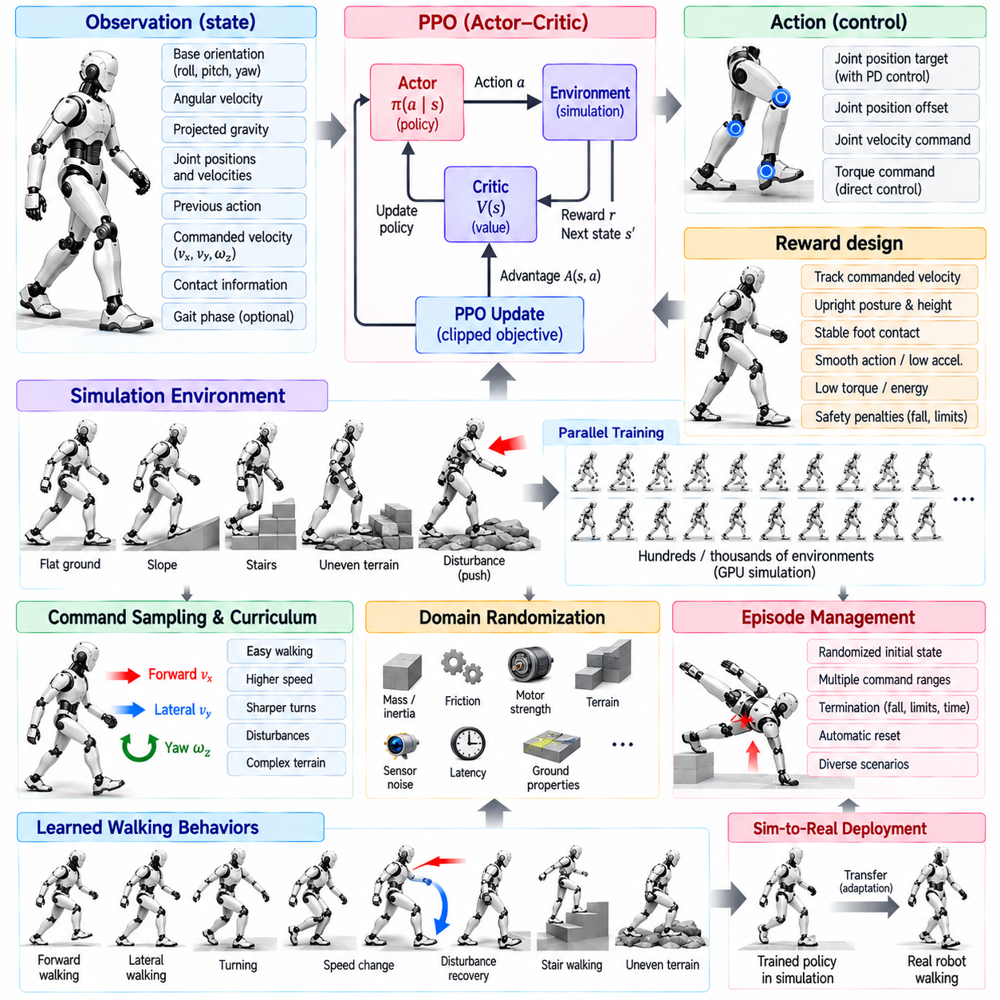 Observation (state)
Base orientation
(roll, pitch, yaw)
Angular velocity
Projected gravity
Joint positions
and velocities
Previous action
Commanded velocity
(vₓ, vᵧ, ω_z)
Contact information
Gait phase (optional)
PPO (Actor–Critic)
Actor
π(a | s)
(policy)
Action a
Environment
(simulation)
Critic
V(s)
(value)
Update
policy
Reward r
Next state s′
Advantage A(s, a)
PPO Update
(clipped objective)
Action (control)
Joint position target
(with PD control)
Joint position offset
Joint velocity command
Torque command
(direct control)
Reward design
Track commanded velocity
Upright posture & height
Stable foot contact
Smooth action / low accel.
Low torque / energy
Safety penalties (fall, limits)
Simulation Environment
Flat ground
Slope
Stairs
Uneven terrain
Disturbance
(push)
Parallel Training
...
Hundreds / thousands of environments
(GPU simulation)
Command Sampling & Curriculum
Forward vₓ
Lateral vᵧ
Yaw ω_z
Easy walking
Higher speed
Sharper turns
Disturbances
Complex terrain
Domain Randomization
Mass /
inertia
Friction
Motor
strength
Terrain
Sensor
noise
Latency
Ground
properties
...
Episode Management
Randomized initial state
Multiple command ranges
Termination (fall, limits, time)
Automatic reset
Diverse scenarios
Learned Walking Behaviors
Forward
walking
Lateral
walking
Turning
Speed change
Disturbance
recovery
Stair walking
Uneven terrain
Sim-to-Real Deployment
Transfer
(adaptation)
Trained policy
in simulation
Real robot
walking